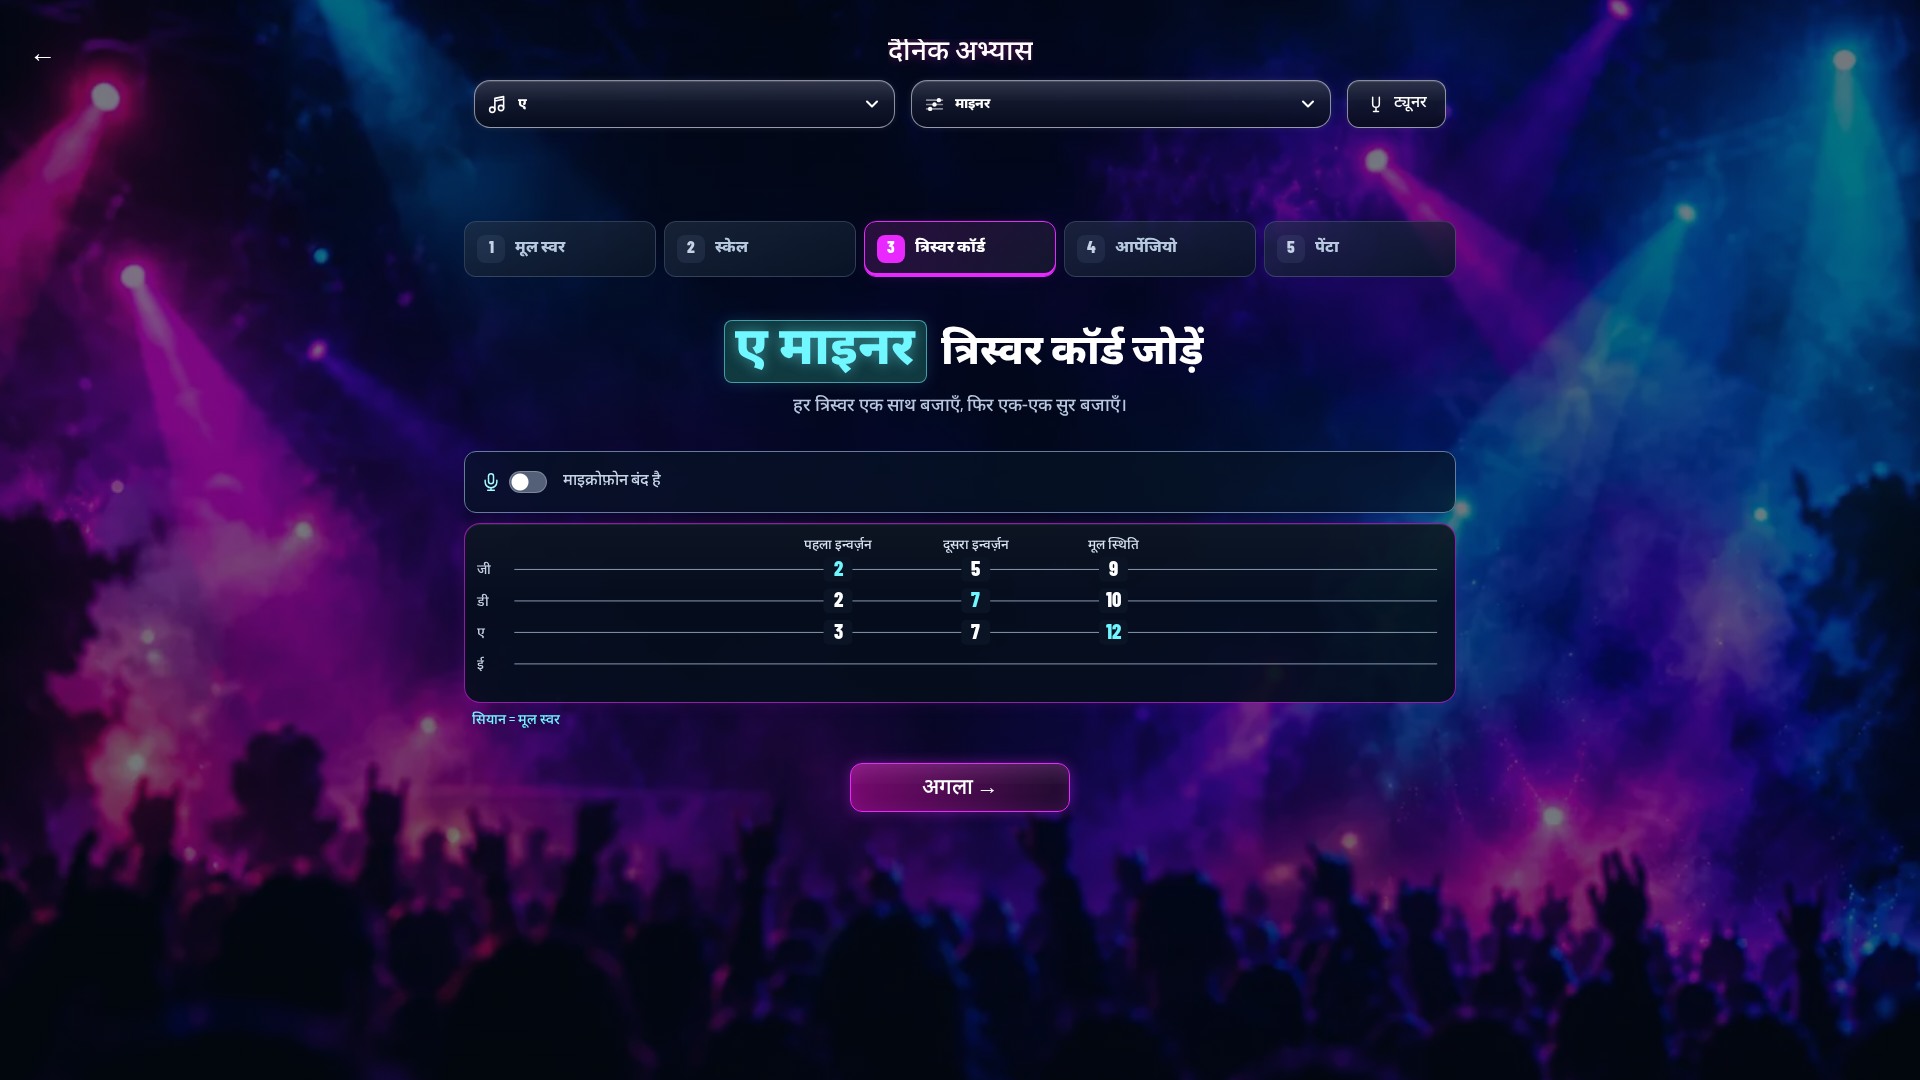 ←
दैनिक अभ्यास
ए
माइनर
ट्यूनर
1 मूल स्वर
2 स्केल
3 त्रिस्वर कॉर्ड
4 आर्पेजियो
5 पेंटा
ए माइनर त्रिस्वर कॉर्ड जोड़ें
हर त्रिस्वर एक साथ बजाएँ, फिर एक-एक सुर बजाएँ।
माइक्रोफ़ोन बंद है
पहला इन्वर्ज़न दूसरा इन्वर्ज़न मूल स्थिति
जी 2 5 9
डी 2 7 10
ए 3 7 12
ई
सियान = मूल स्वर
अगला →